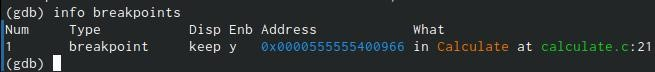 (gdb) info breakpoints
Num Type Disp Enb Address What
1 breakpoint keep y 0x0000555555400966 in Calculate at calculate.c:21
(gdb)